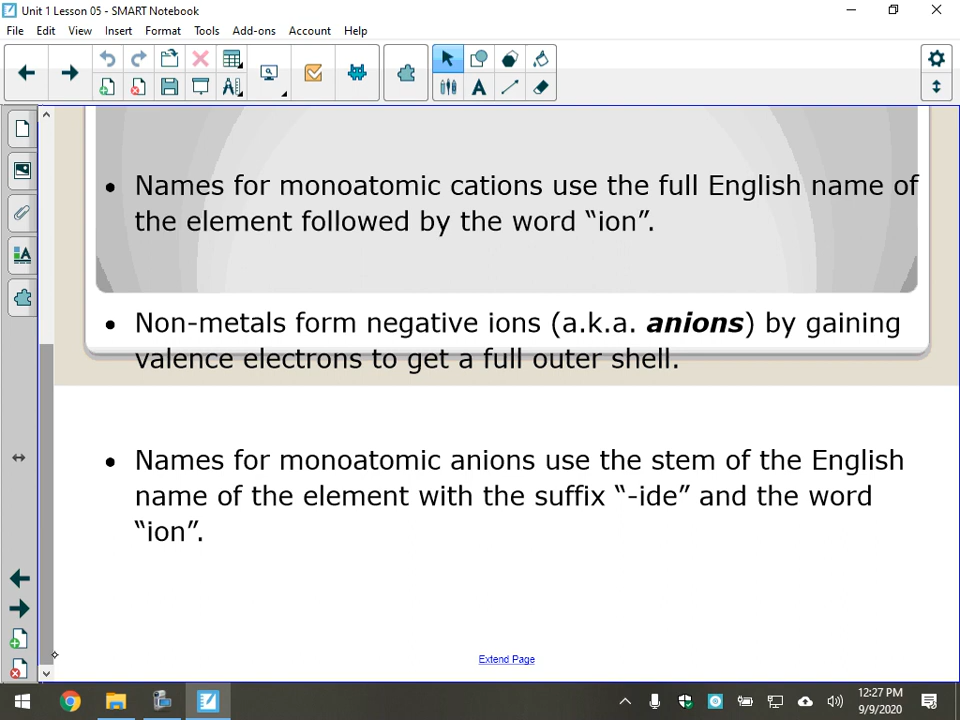 Unit 1 Lesson 05 - SMART Notebook
File Edit View Insert Format Tools Add-ons Account Help
• Names for monoatomic cations use the full English name of
the element followed by the word “ion”.
• Non-metals form negative ions (a.k.a. anions) by gaining
valence electrons to get a full outer shell.
• Names for monoatomic anions use the stem of the English
name of the element with the suffix “-ide” and the word
“ion”.
Extend Page
12:27 PM
9/9/2020